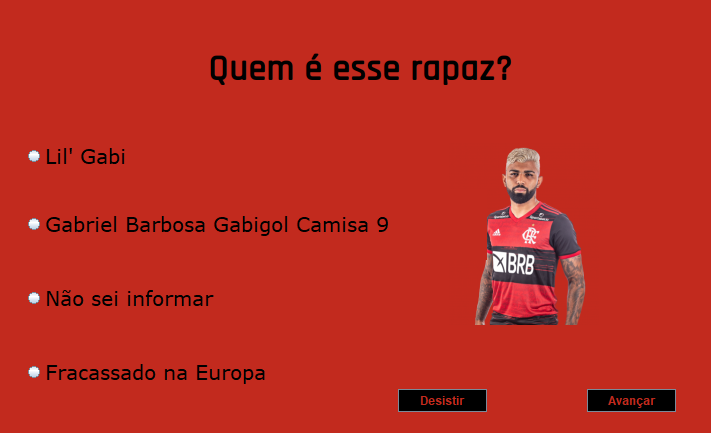 Quem é esse rapaz?
Lil' Gabi
Gabriel Barbosa Gabigol Camisa 9
BRB
Não sei informar
Fracassado na Europa
Desistir
Avançar